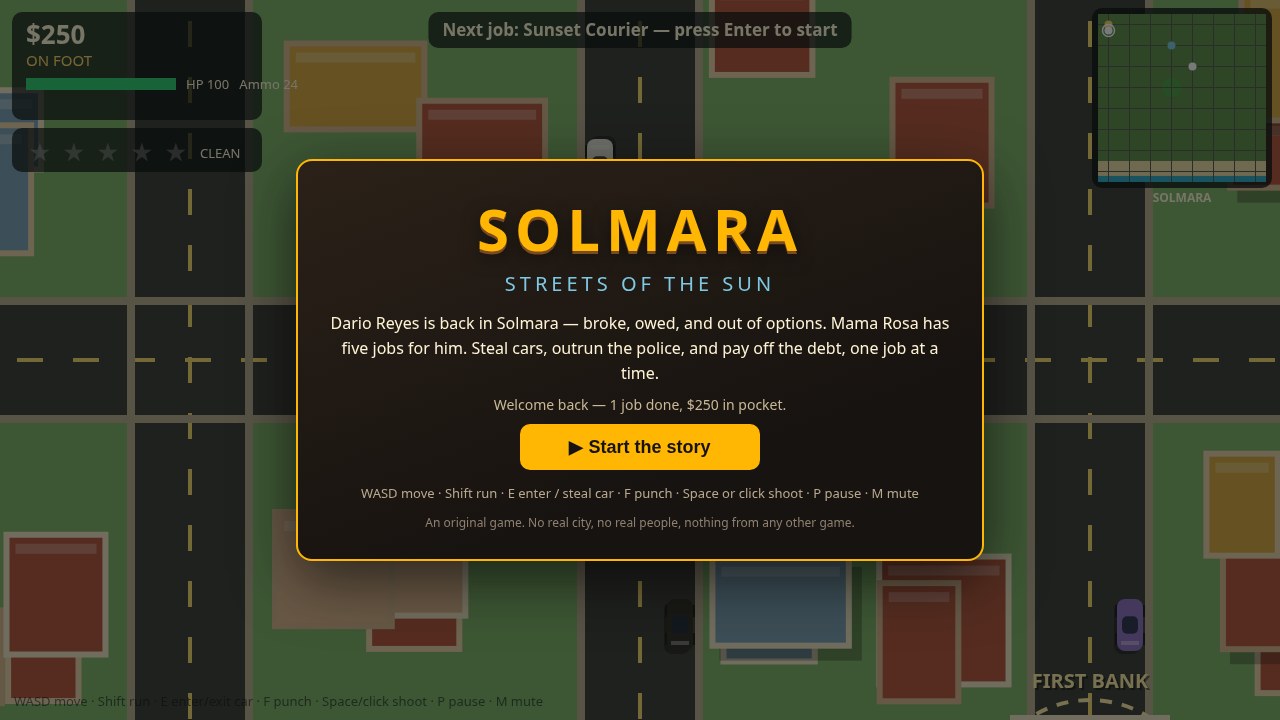 $250
ON FOOT
HP 100 Ammo 24
CLEAN
Next job: Sunset Courier — press Enter to start
SOLMARA
SOLMARA
STREETS OF THE SUN
Dario Reyes is back in Solmara — broke, owed, and out of options. Mama Rosa has
five jobs for him. Steal cars, outrun the police, and pay off the debt, one job at a
time.
Welcome back — 1 job done, $250 in pocket.
▶ Start the story
WASD move · Shift run · E enter / steal car · F punch · Space or click shoot · P pause · M mute
An original game. No real city, no real people, nothing from any other game.
FIRST BANK
WASD move · Shift run · E enter/exit car · F punch · Space/click shoot · P pause · M mute